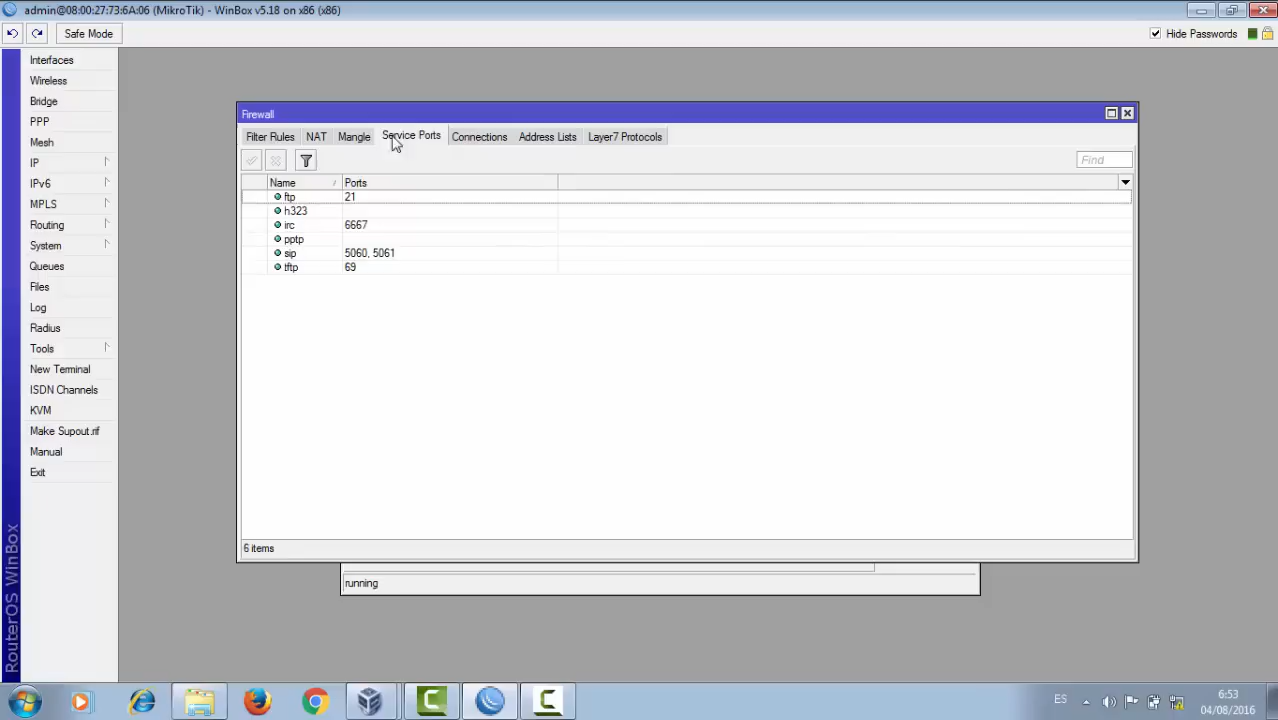 admin@08:00:27:73:6A:06 (MikroTik) - WinBox v5.18 on x86 (x86)
Safe Mode
Hide Passwords
Interfaces
Wireless
Bridge
PPP
Mesh
IP
IPv6
MPLS
Routing
System
Queues
Files
Log
Radius
Tools
New Terminal
ISDN Channels
KVM
Make Supout.rif
Manual
Exit
RouterOS WinBox
Firewall
Filter Rules NAT Mangle Service Ports Connections Address Lists Layer7 Protocols
Find
Name Ports
ftp 21
h323
irc 6667
pptp
sip 5060, 5061
tftp 69
6 items
running
ES
6:53
04/08/2016